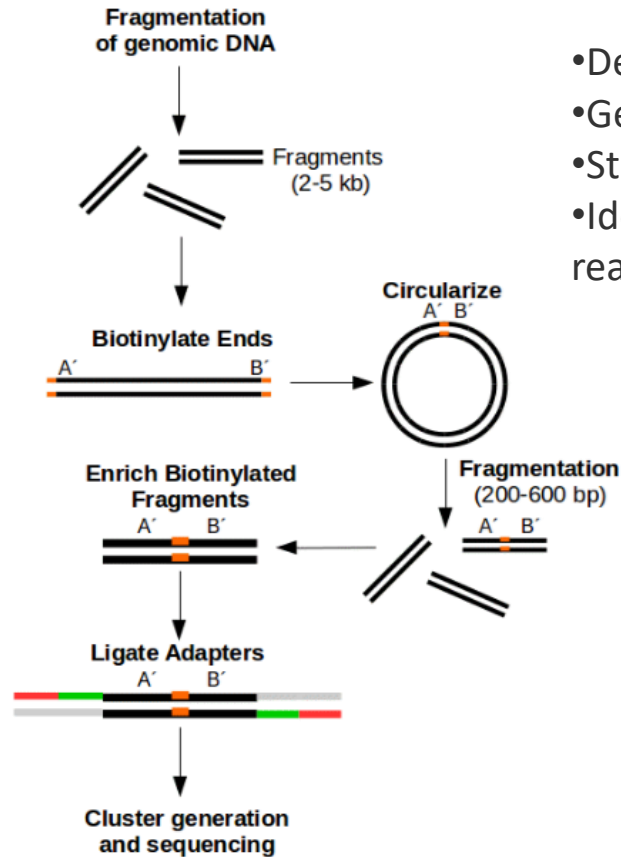 Fragmentation
of genomic DNA
Fragments
(2-5 kb)
Biotinylate Ends
A´ B´
Circularize
A´ B´
Fragmentation
(200-600 bp)
A´ B´
Enrich Biotinylated
Fragments
A´ B´
Ligate Adapters
A´ B´
Cluster generation
and sequencing
•De
•Ge
•St
•Id
rea